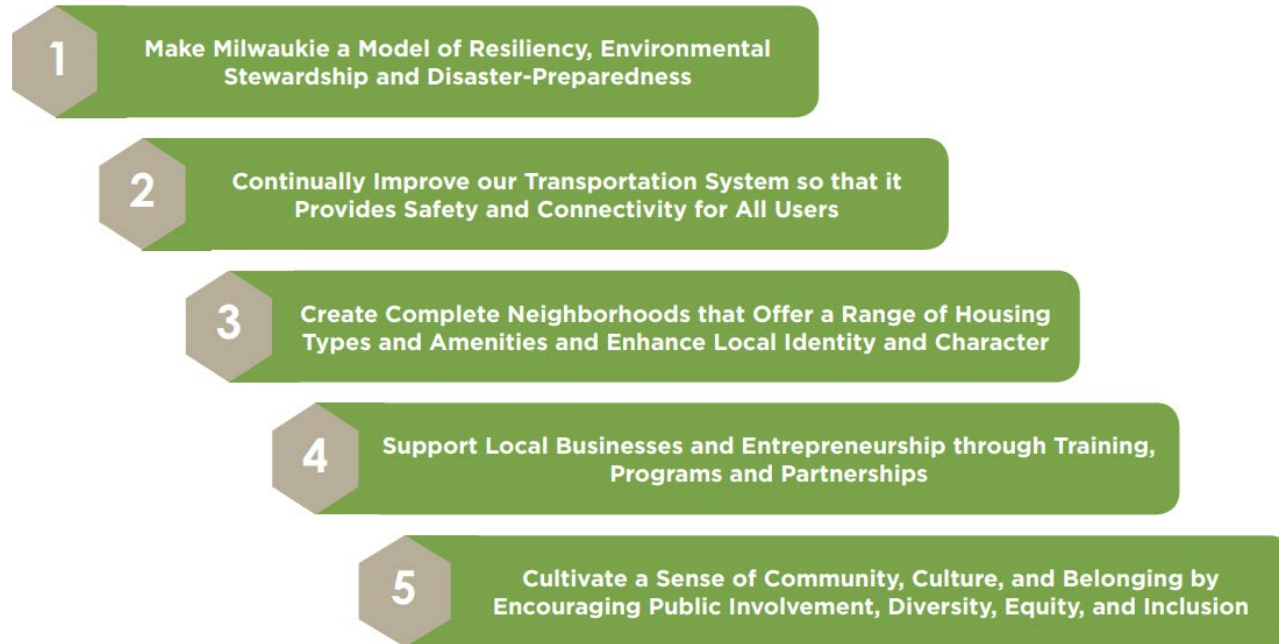 1
Make Milwaukie a Model of Resiliency, Environmental
Stewardship and Disaster-Preparedness
2
Continually Improve our Transportation System so that it
Provides Safety and Connectivity for All Users
3
Create Complete Neighborhoods that Offer a Range of Housing
Types and Amenities and Enhance Local Identity and Character
4
Support Local Businesses and Entrepreneurship through Training,
Programs and Partnerships
5
Cultivate a Sense of Community, Culture, and Belonging by
Encouraging Public Involvement, Diversity, Equity, and Inclusion